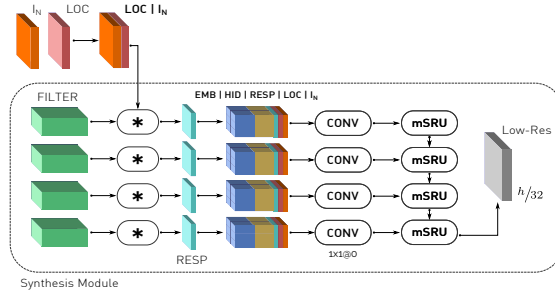 I_N LOC LOC | I_N
EMB | HID | RESP | LOC | I_N
FILTER
* CONV mSRU
Low-Res
* CONV mSRU
* CONV mSRU
h/32
* CONV mSRU
RESP
1x1@O
Synthesis Module